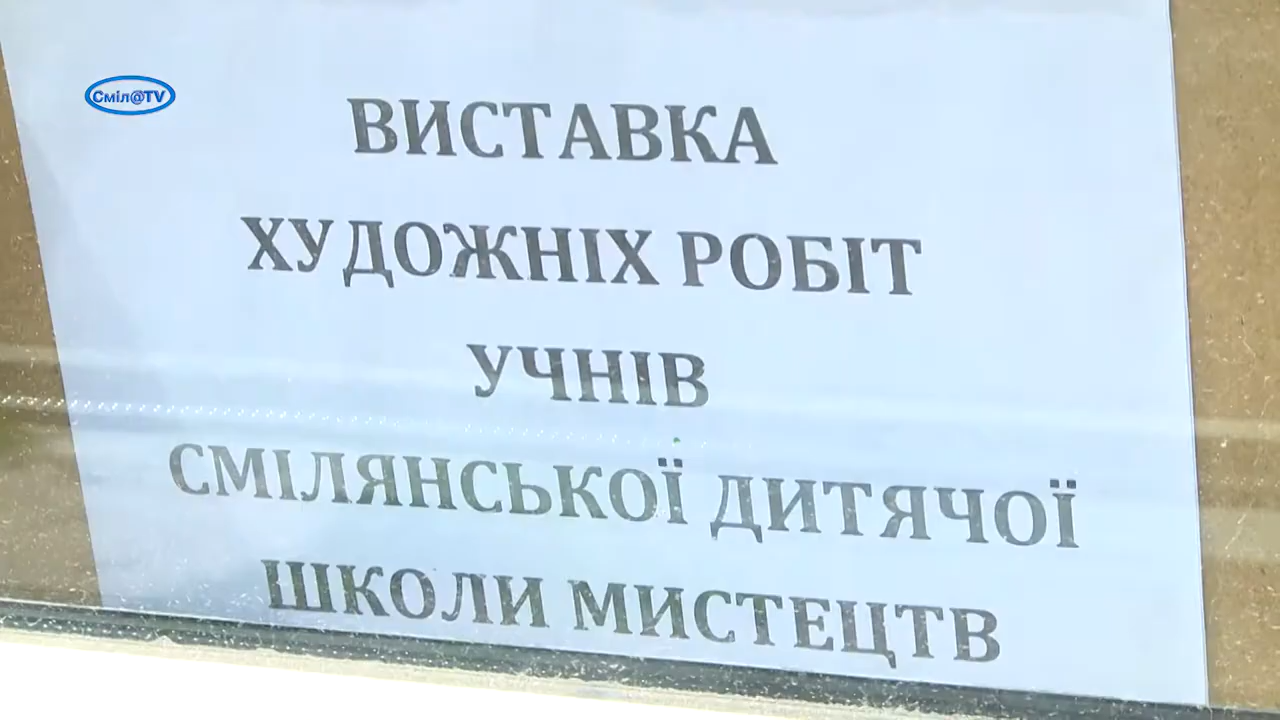 Сміл@TV
ВИСТАВКА
ХУДОЖНІХ РОБІТ
УЧНІВ
СМІЛЯНСЬКОЇ ДИТЯЧОЇ
ШКОЛИ МИСТЕЦТВ